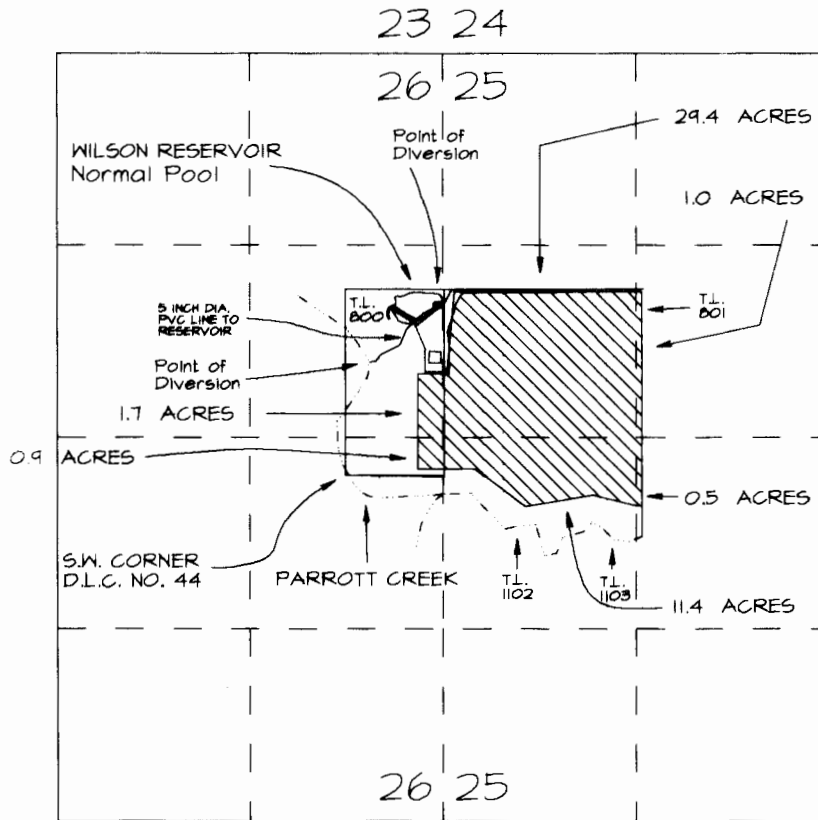 23 24
26 25
29.4 ACRES
Point of
Diversion
WILSON RESERVOIR
Normal Pool
1.0 ACRES
T.L.
800
T.L.
801
5 INCH DIA.
PVC LINE TO
RESERVOIR
Point of
Diversion
1.7 ACRES
0.9 ACRES
0.5 ACRES
S.W. CORNER
D.L.C. NO. 44
PARROTT CREEK
T.L.
1102
T.L.
1103
11.4 ACRES
26 25